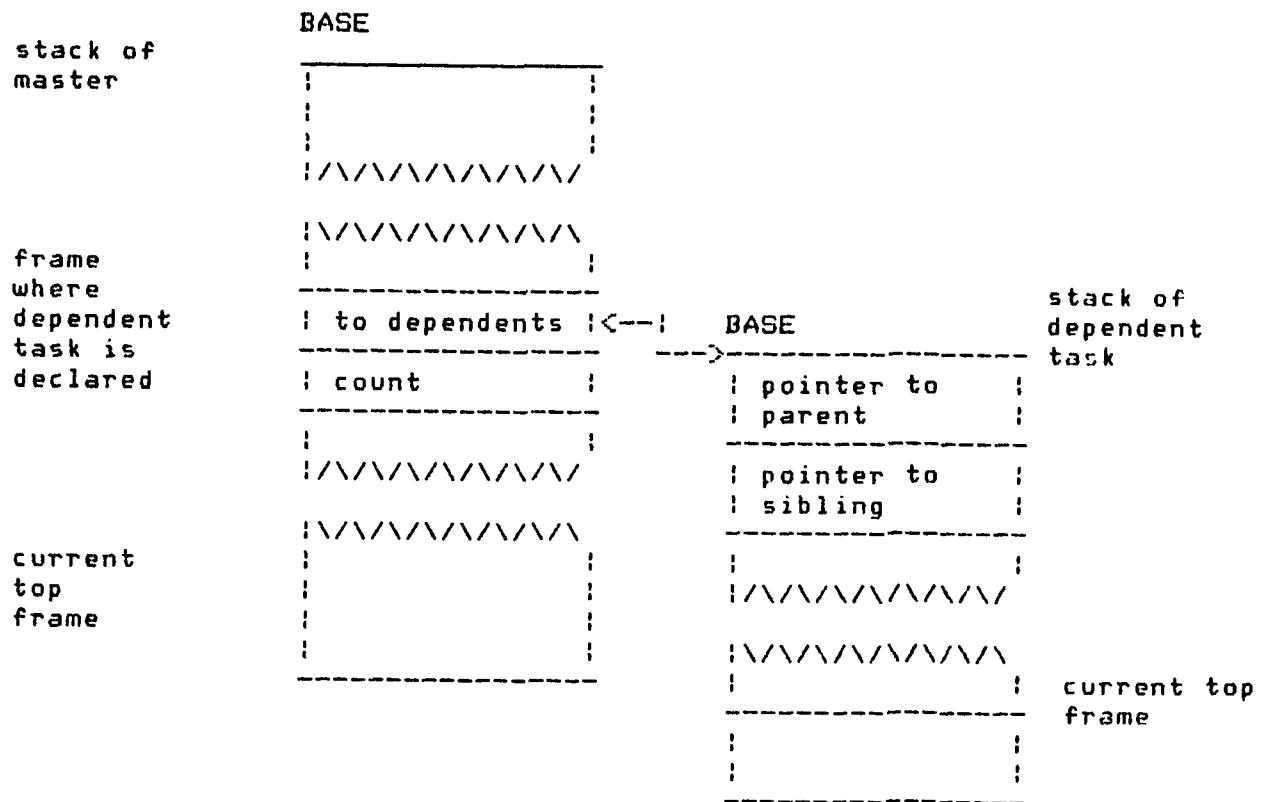 BASE
stack of
master
frame
where
dependent
task is
declared
to dependents
count
current
top
frame
BASE
stack of
dependent
task
pointer to
parent
pointer to
sibling
current top
frame